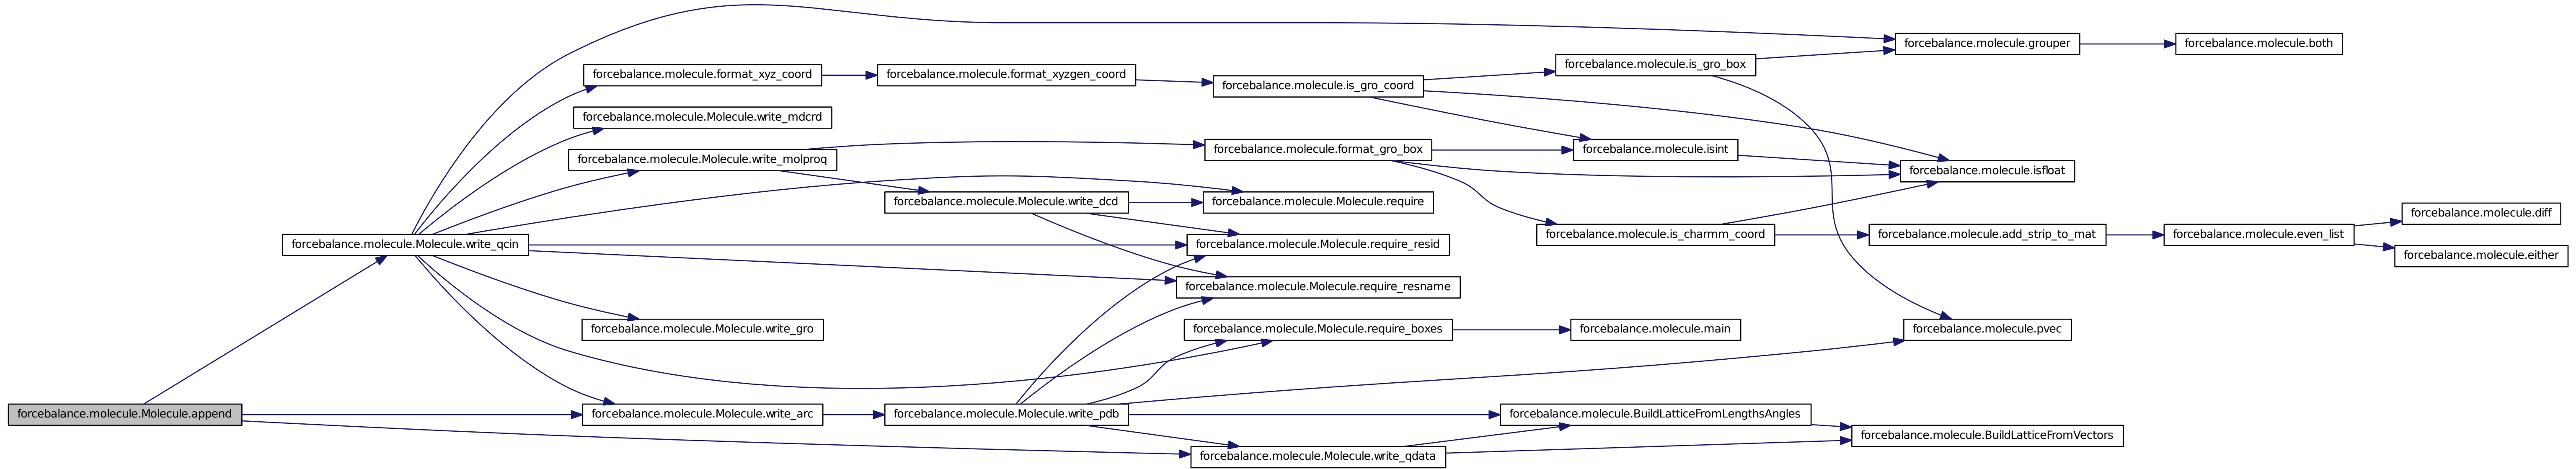 forcebalance.molecule.grouper
forcebalance.molecule.both
forcebalance.molecule.is_gro_box
forcebalance.molecule.format_xyz_coord
forcebalance.molecule.format_xyzgen_coord
forcebalance.molecule.is_gro_coord
forcebalance.molecule.Molecule.write_mdcrd
forcebalance.molecule.format_gro_box
forcebalance.molecule.isint
forcebalance.molecule.Molecule.write_molproq
forcebalance.molecule.isfloat
forcebalance.molecule.Molecule.write_dcd
forcebalance.molecule.Molecule.require
forcebalance.molecule.diff
forcebalance.molecule.is_charmm_coord
forcebalance.molecule.add_strip_to_mat
forcebalance.molecule.even_list
forcebalance.molecule.Molecule.write_qcin
forcebalance.molecule.Molecule.require_resid
forcebalance.molecule.either
forcebalance.molecule.Molecule.require_resname
forcebalance.molecule.Molecule.write_gro
forcebalance.molecule.Molecule.require_boxes
forcebalance.molecule.main
forcebalance.molecule.pvec
forcebalance.molecule.Molecule.append
forcebalance.molecule.Molecule.write_arc
forcebalance.molecule.Molecule.write_pdb
forcebalance.molecule.BuildLatticeFromLengthsAngles
forcebalance.molecule.BuildLatticeFromVectors
forcebalance.molecule.Molecule.write_qdata